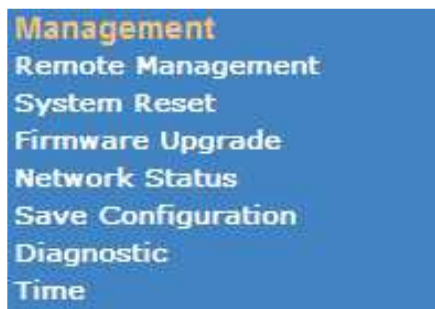 Management
Remote Management
System Reset
Firmware Upgrade
Network Status
Save Configuration
Diagnostic
Time